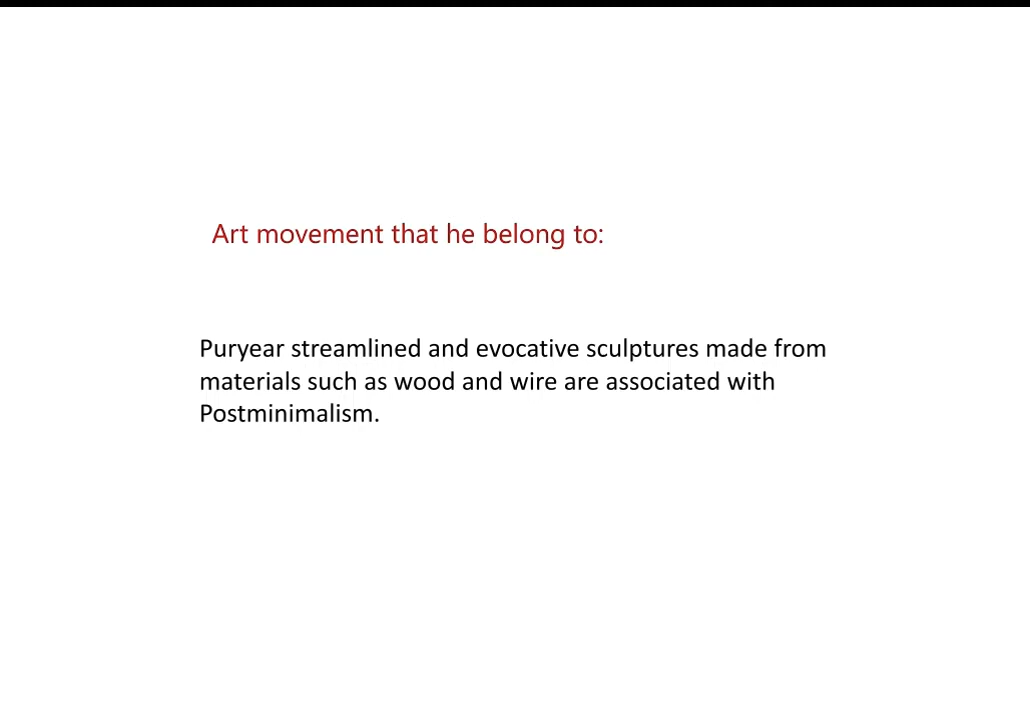 Art movement that he belong to:
Puryear streamlined and evocative sculptures made from
materials such as wood and wire are associated with
Postminimalism.